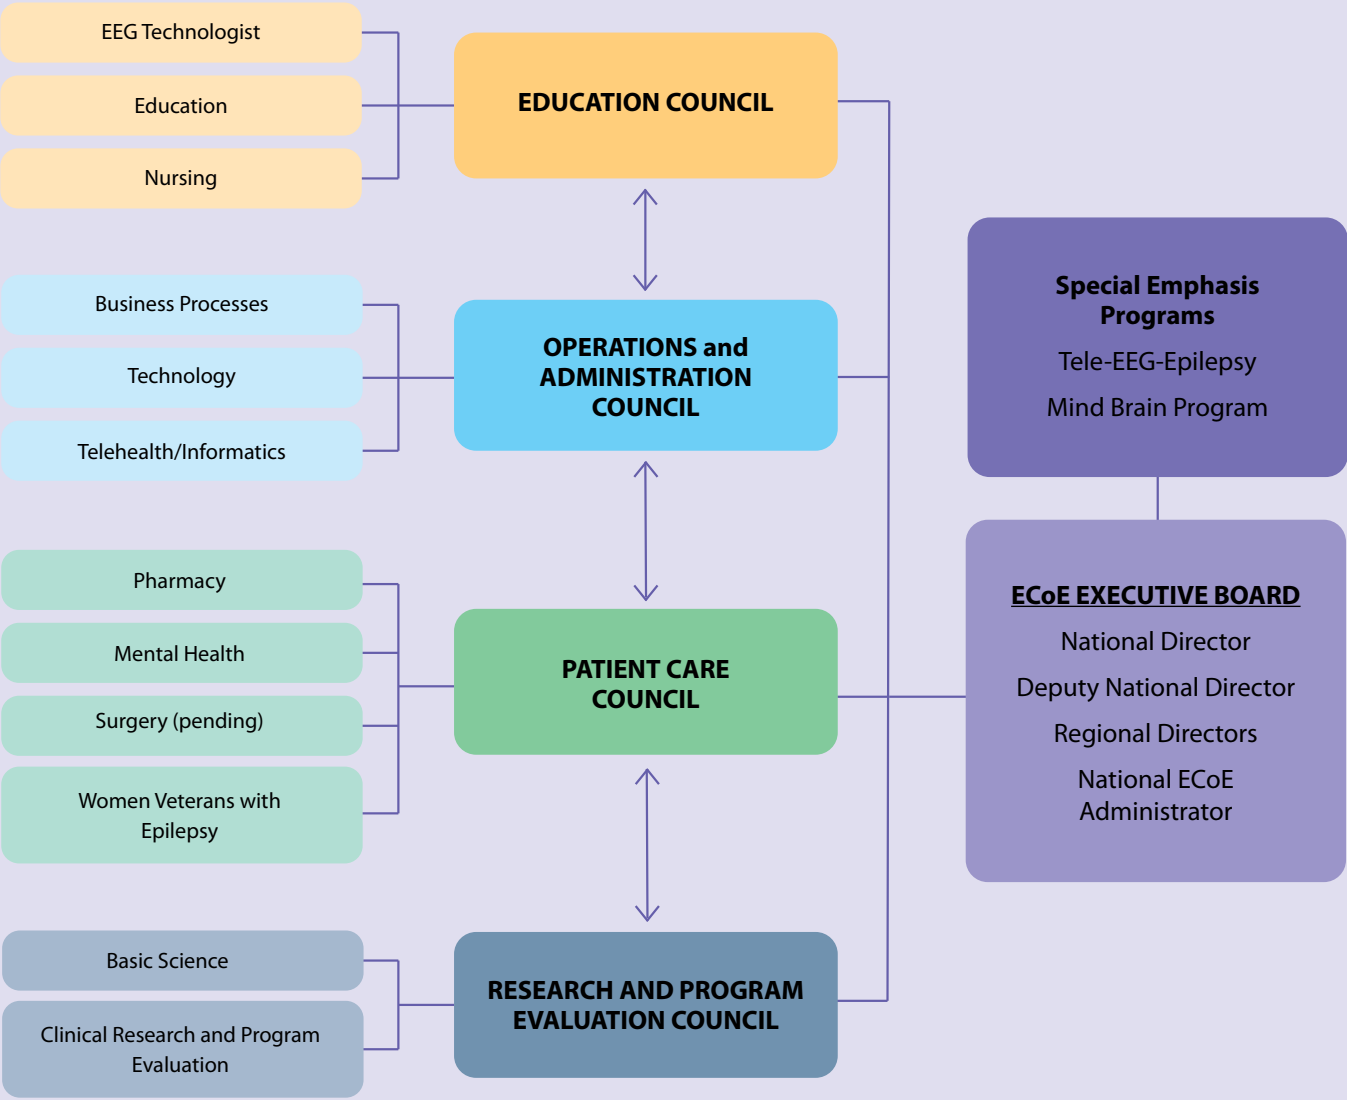 EEG Technologist
Education
Nursing
EDUCATION COUNCIL
Business Processes
Technology
Telehealth/Informatics
OPERATIONS and
ADMINISTRATION
COUNCIL
Pharmacy
Mental Health
Surgery (pending)
Women Veterans with
Epilepsy
PATIENT CARE
COUNCIL
Basic Science
Clinical Research and Program
Evaluation
RESEARCH AND PROGRAM
EVALUATION COUNCIL
Special Emphasis
Programs
Tele-EEG-Epilepsy
Mind Brain Program
ECoE EXECUTIVE BOARD
National Director
Deputy National Director
Regional Directors
National ECoE
Administrator